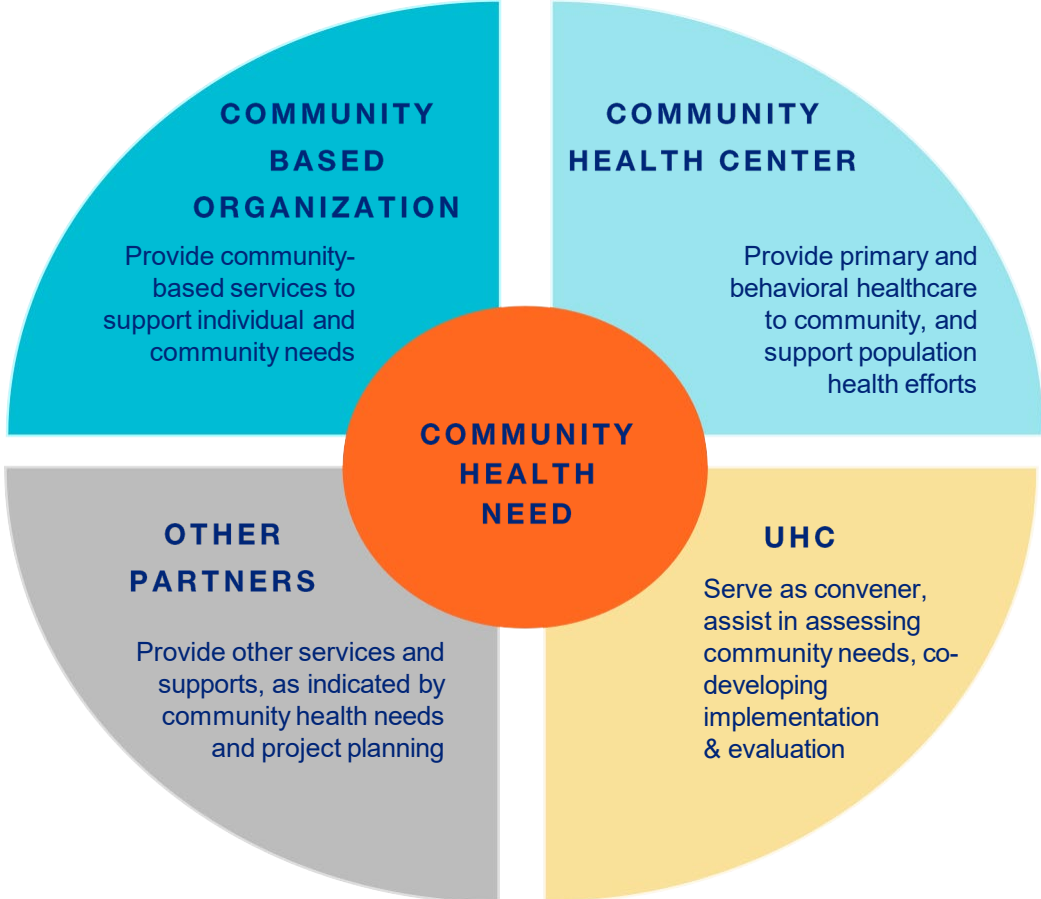 COMMUNITY
BASED
ORGANIZATION
Provide community-
based services to
support individual and
community needs
COMMUNITY
HEALTH CENTER
Provide primary and
behavioral healthcare
to community, and
support population
health efforts
COMMUNITY
HEALTH
NEED
OTHER
PARTNERS
Provide other services and
supports, as indicated by
community health needs
and project planning
UHC
Serve as convener,
assist in assessing
community needs, co-
developing
implementation
& evaluation